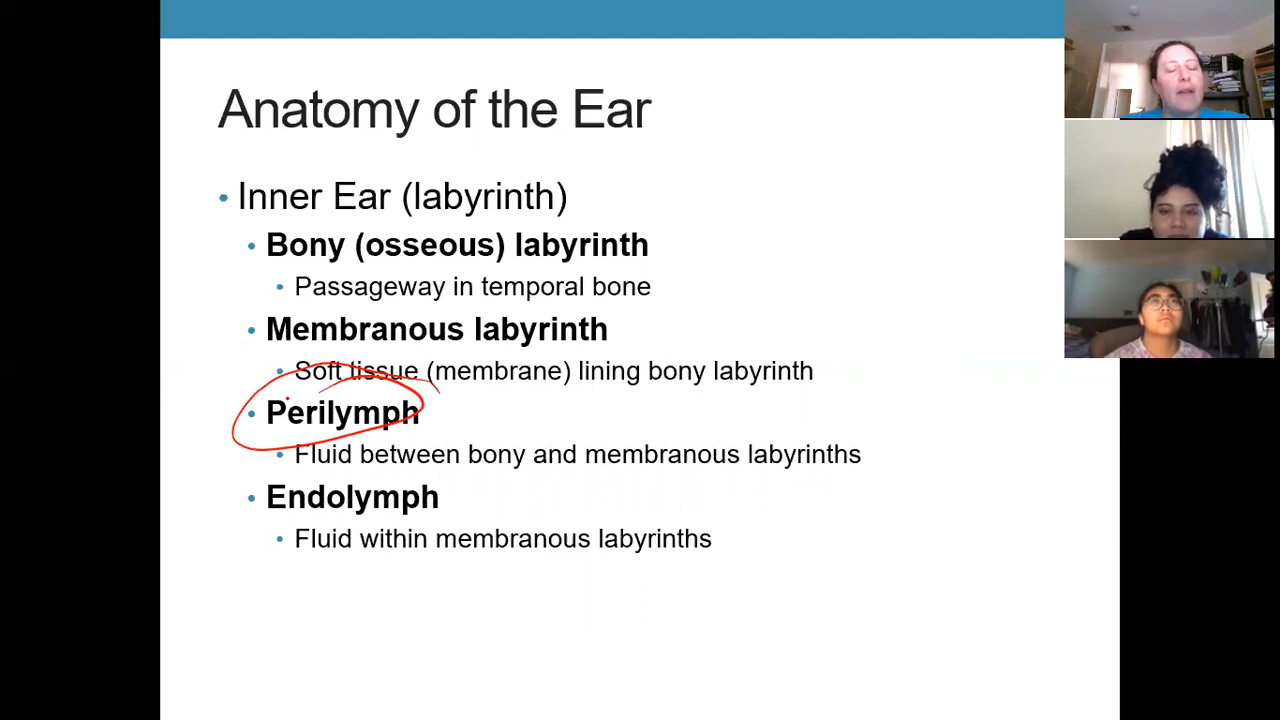 Anatomy of the Ear
• Inner Ear (labyrinth)
• Bony (osseous) labyrinth
• Passageway in temporal bone
• Membranous labyrinth
• Soft tissue (membrane) lining bony labyrinth
• Perilymph
• Fluid between bony and membranous labyrinths
• Endolymph
• Fluid within membranous labyrinths